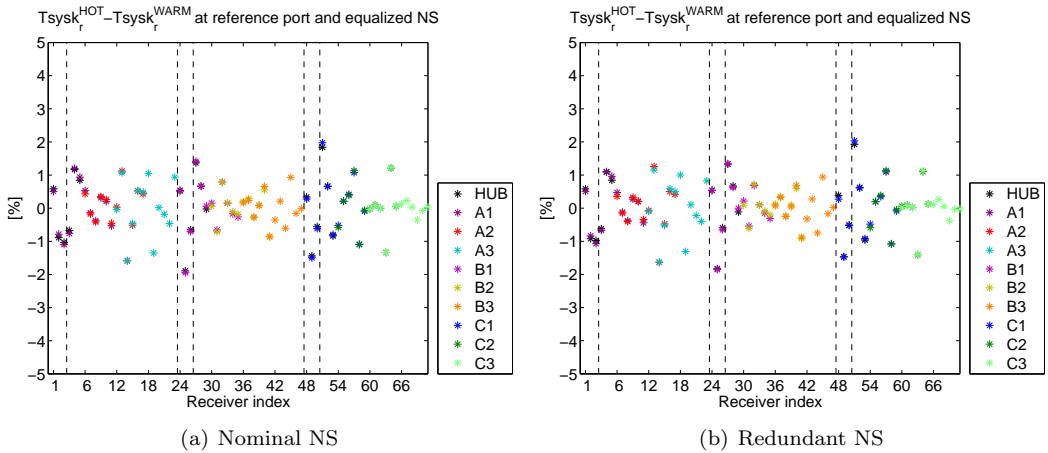 Tsysk_r^HOT−Tsysk_r^WARM at reference port and equalized NS
5
4
3
2
1
0
−1
−2
−3
−4
−5
[%]
1 6 12 18 24 30 36 42 48 54 60 66
Receiver index
HUB
A1
A2
A3
B1
B2
B3
C1
C2
C3
(a) Nominal NS
Tsysk_r^HOT−Tsysk_r^WARM at reference port and equalized NS
5
4
3
2
1
0
−1
−2
−3
−4
−5
[%]
1 6 12 18 24 30 36 42 48 54 60 66
Receiver index
HUB
A1
A2
A3
B1
B2
B3
C1
C2
C3
(b) Redundant NS